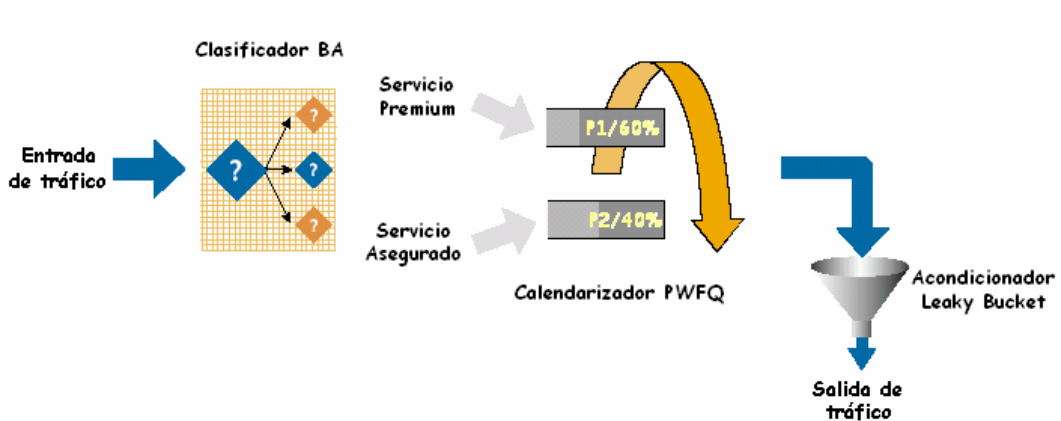 Clasificador BA
Entrada
de tráfico
?
?
?
?
Servicio
Premium
P1/60%
Servicio
Asegurado
P2/40%
Calendarizador PWFQ
Acondicionador
Leaky Bucket
Salida de
tráfico